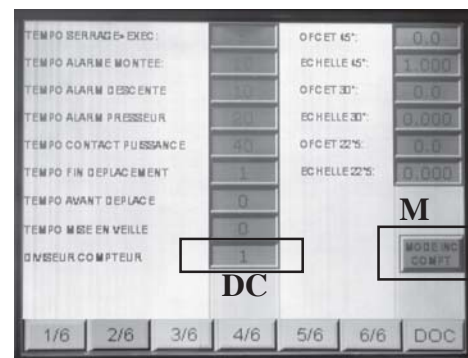 TEMPO SERRAGE+EXEC:
TEMPO ALARME MONTEE:
TEMPO ALARM DESCENTE 10
TEMPO ALARM PRESSEUR 20
TEMPO CONTACT PUISSANCE 40
TEMPO FIN DEPLACEMENT 1
TEMPO AVANT DEPLACE 0
TEMPO MISE EN VEILLE 0
DIVISEUR COMPTEUR 1
DC
OFCET 45°: 0.0
ECHELLE 45°: 1.000
OFCET 30°: 0.0
ECHELLE 30°: 0.000
OFCET 22°5: 0.0
ECHELLE 22°5: 0.000
M
MODE INC
COMPT
1/6 2/6 3/6 4/6 5/6 6/6 DOC